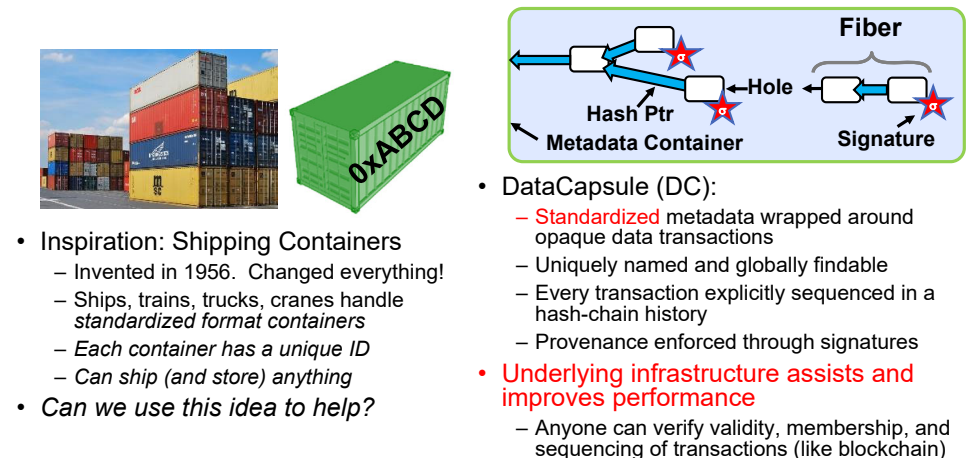 0xABCD
• Inspiration: Shipping Containers
– Invented in 1956. Changed everything!
– Ships, trains, trucks, cranes handle
standardized format containers
– Each container has a unique ID
– Can ship (and store) anything
• Can we use this idea to help?
Fiber
σ
Hole
σ
σ
Hash Ptr
Signature
Metadata Container
• DataCapsule (DC):
– Standardized metadata wrapped around
opaque data transactions
– Uniquely named and globally findable
– Every transaction explicitly sequenced in a
hash-chain history
– Provenance enforced through signatures
• Underlying infrastructure assists and
improves performance
– Anyone can verify validity, membership, and
sequencing of transactions (like blockchain)